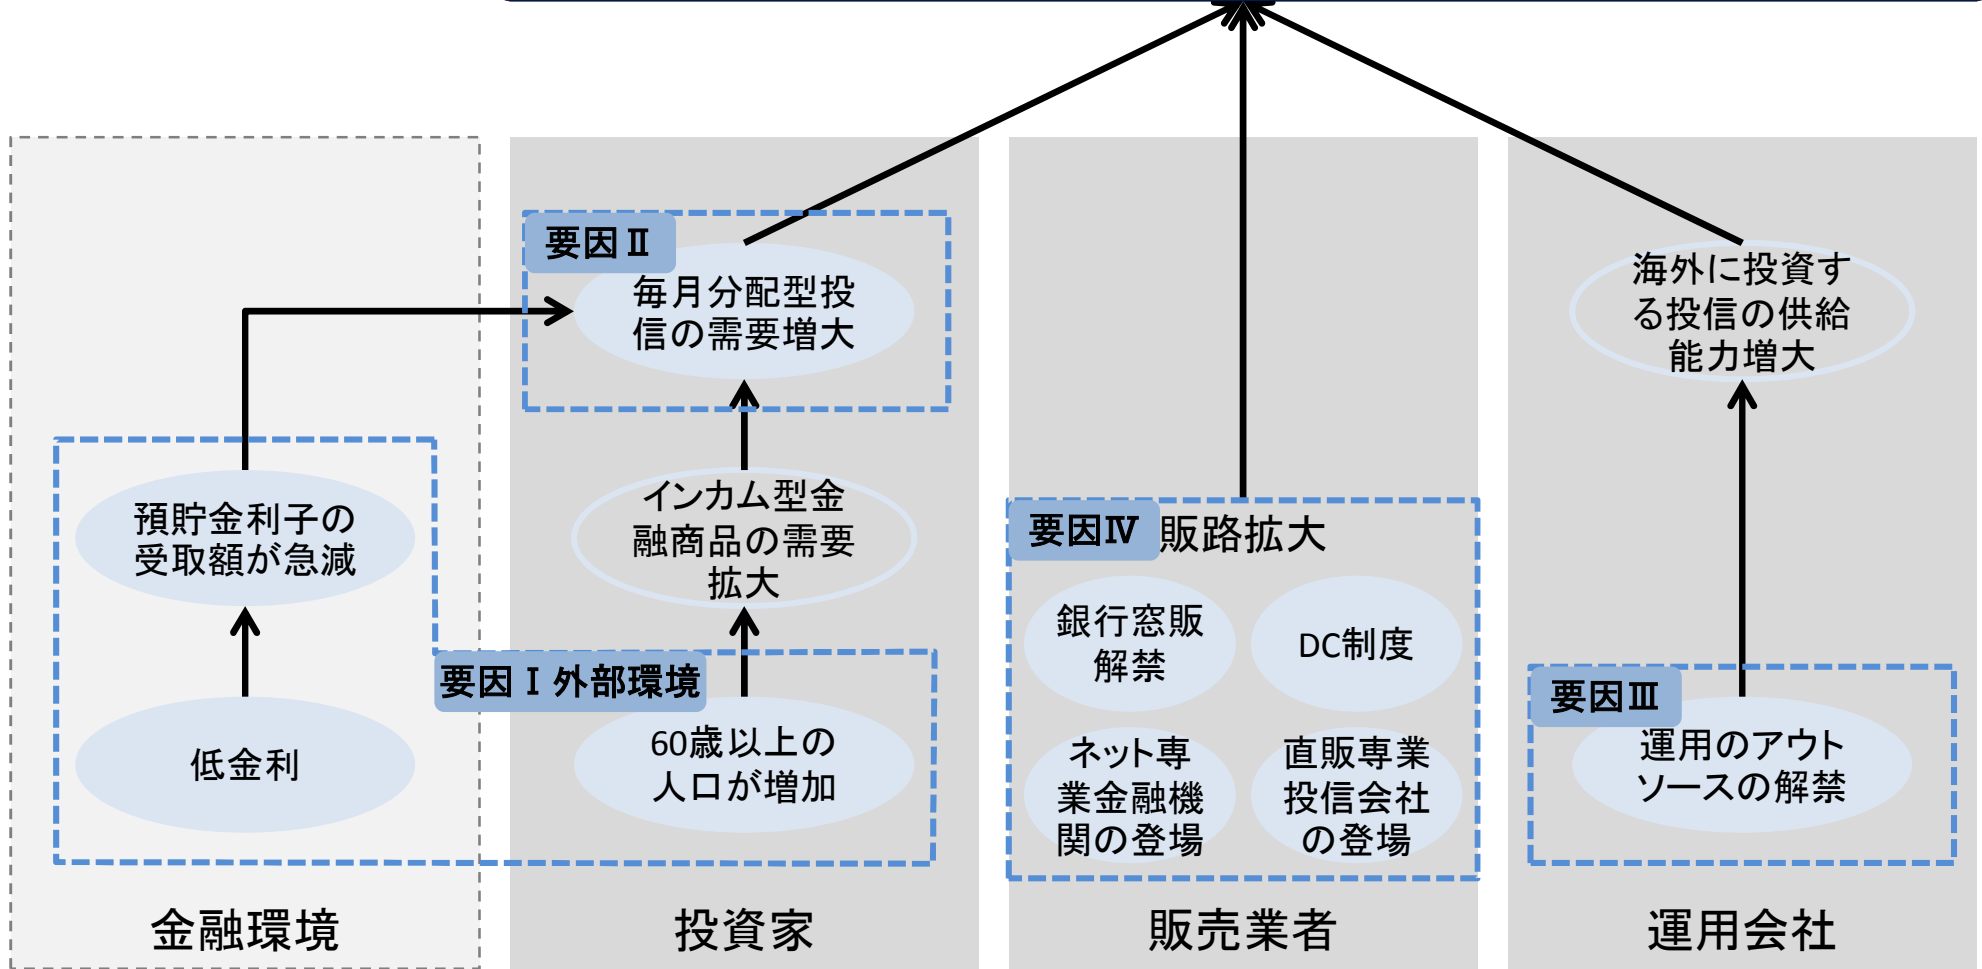 要因Ⅱ
毎月分配型投
信の需要増大
海外に投資す
る投信の供給
能力増大
預貯金利子の
受取額が急減
インカム型金
融商品の需要
拡大
要因Ⅳ 販路拡大
銀行窓販
解禁
DC制度
要因Ⅰ外部環境
要因Ⅲ
低金利
60歳以上の
人口が増加
ネット専
業金融機
関の登場
直販専業
投信会社
の登場
運用のアウト
ソースの解禁
金融環境
投資家
販売業者
運用会社